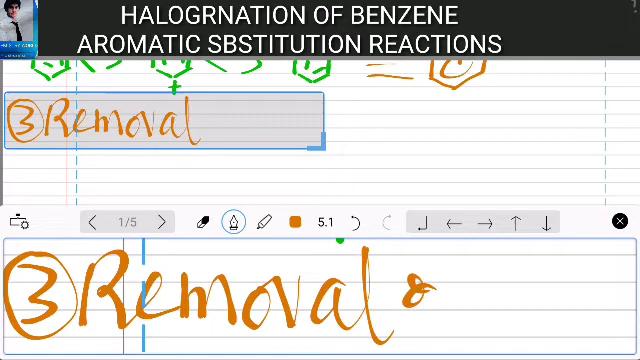 HALOGRNATION OF BENZENE
AROMATIC SBSTITUTION REACTIONS
③Removal
1/5
5.1
③Removal